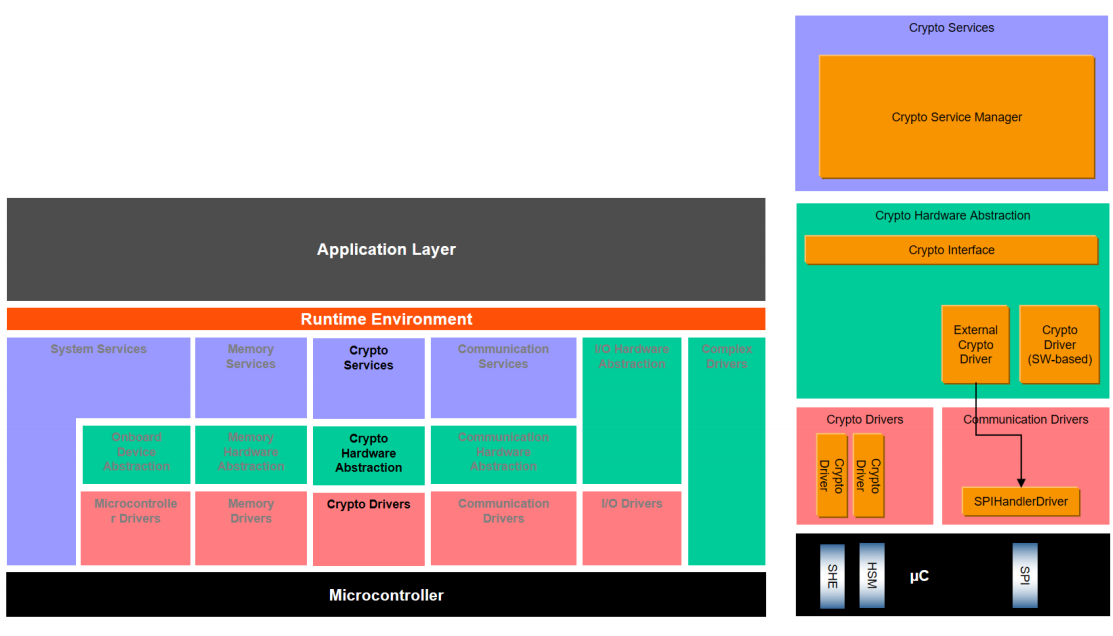 Application Layer
Runtime Environment
System Services
Memory
Services
Crypto
Services
Communication
Services
I/O Hardware
Abstraction
Complex
Drivers
Onboard
Device
Abstraction
Memory
Hardware
Abstraction
Crypto
Hardware
Abstraction
Communication
Hardware
Abstraction
Microcontrolle
r Drivers
Memory
Drivers
Crypto Drivers
Communication
Drivers
I/O Drivers
Microcontroller
Crypto Services
Crypto Service Manager
Crypto Hardware Abstraction
Crypto Interface
External
Crypto
Driver
Crypto
Driver
(SW-based)
Crypto Drivers
Crypto
Driver
Crypto
Driver
Communication Drivers
SPIHandlerDriver
SHE
HSM
µC
SPI